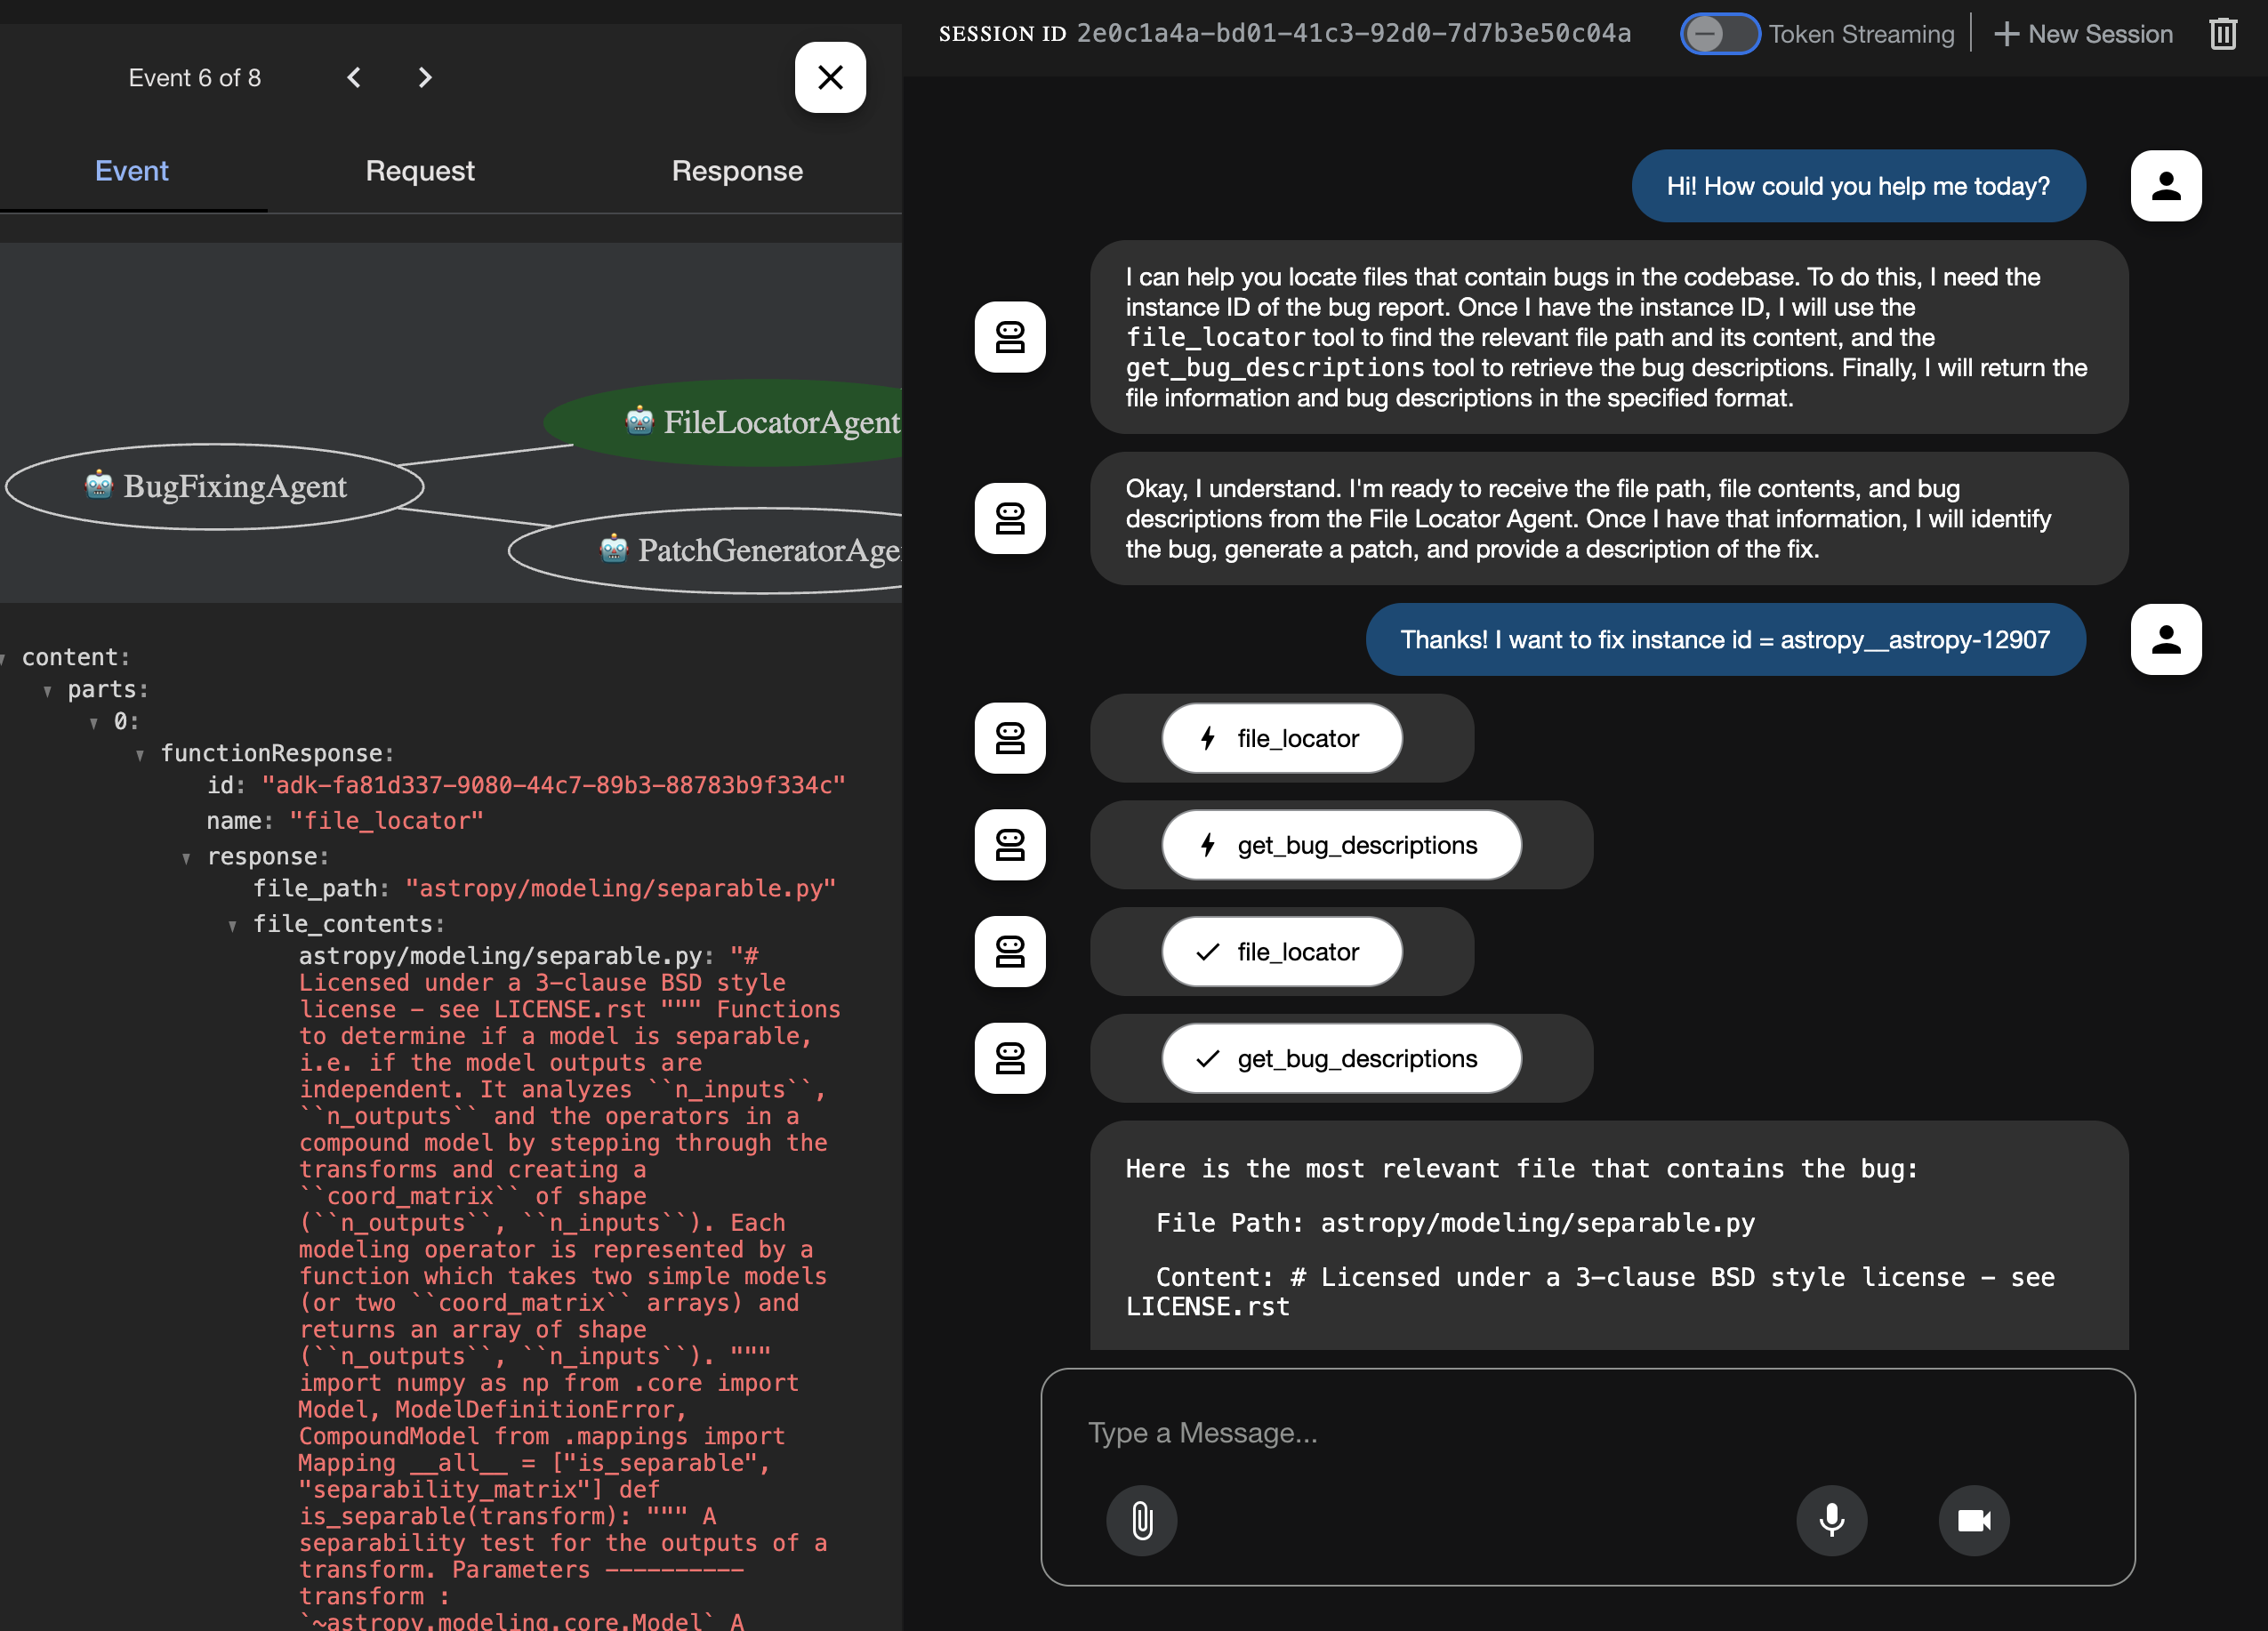 Event 6 of 8
Event
Request
Response
BugFixingAgent
FileLocatorAgent
PatchGeneratorAge
content:
parts:
0:
functionResponse:
id: "adk-fa81d337-9080-44c7-89b3-88783b9f334c"
name: "file_locator"
response:
file_path: "astropy/modeling/separable.py"
file_contents:
astropy/modeling/separable.py: "#
Licensed under a 3-clause BSD style
license - see LICENSE.rst """ Functions
to determine if a model is separable,
i.e. if the model outputs are
independent. It analyzes ``n_inputs``,
``n_outputs`` and the operators in a
compound model by stepping through the
transforms and creating a
``coord_matrix`` of shape
(``n_outputs``, ``n_inputs``). Each
modeling operator is represented by a
function which takes two simple models
(or two ``coord_matrix`` arrays) and
returns an array of shape
(``n_outputs``, ``n_inputs``). """
import numpy as np from .core import
Model, ModelDefinitionError,
CompoundModel from .mappings import
Mapping __all__ = ["is_separable",
"separability_matrix"] def
is_separable(transform): """ A
separability test for the outputs of a
transform. Parameters ----------
transform :
`~astropy.modeling.core.Model` A
SESSION ID 2e0c1a4a-bd01-41c3-92d0-7d7b3e50c04a
Token Streaming
New Session
Hi! How could you help me today?
I can help you locate files that contain bugs in the codebase. To do this, I need the
instance ID of the bug report. Once I have the instance ID, I will use the
file_locator tool to find the relevant file path and its content, and the
get_bug_descriptions tool to retrieve the bug descriptions. Finally, I will return the
file information and bug descriptions in the specified format.
Okay, I understand. I'm ready to receive the file path, file contents, and bug
descriptions from the File Locator Agent. Once I have that information, I will identify
the bug, generate a patch, and provide a description of the fix.
Thanks! I want to fix instance id = astropy__astropy-12907
file_locator
get_bug_descriptions
file_locator
get_bug_descriptions
Here is the most relevant file that contains the bug:
File Path: astropy/modeling/separable.py
Content: # Licensed under a 3-clause BSD style license - see
LICENSE.rst
Type a Message...